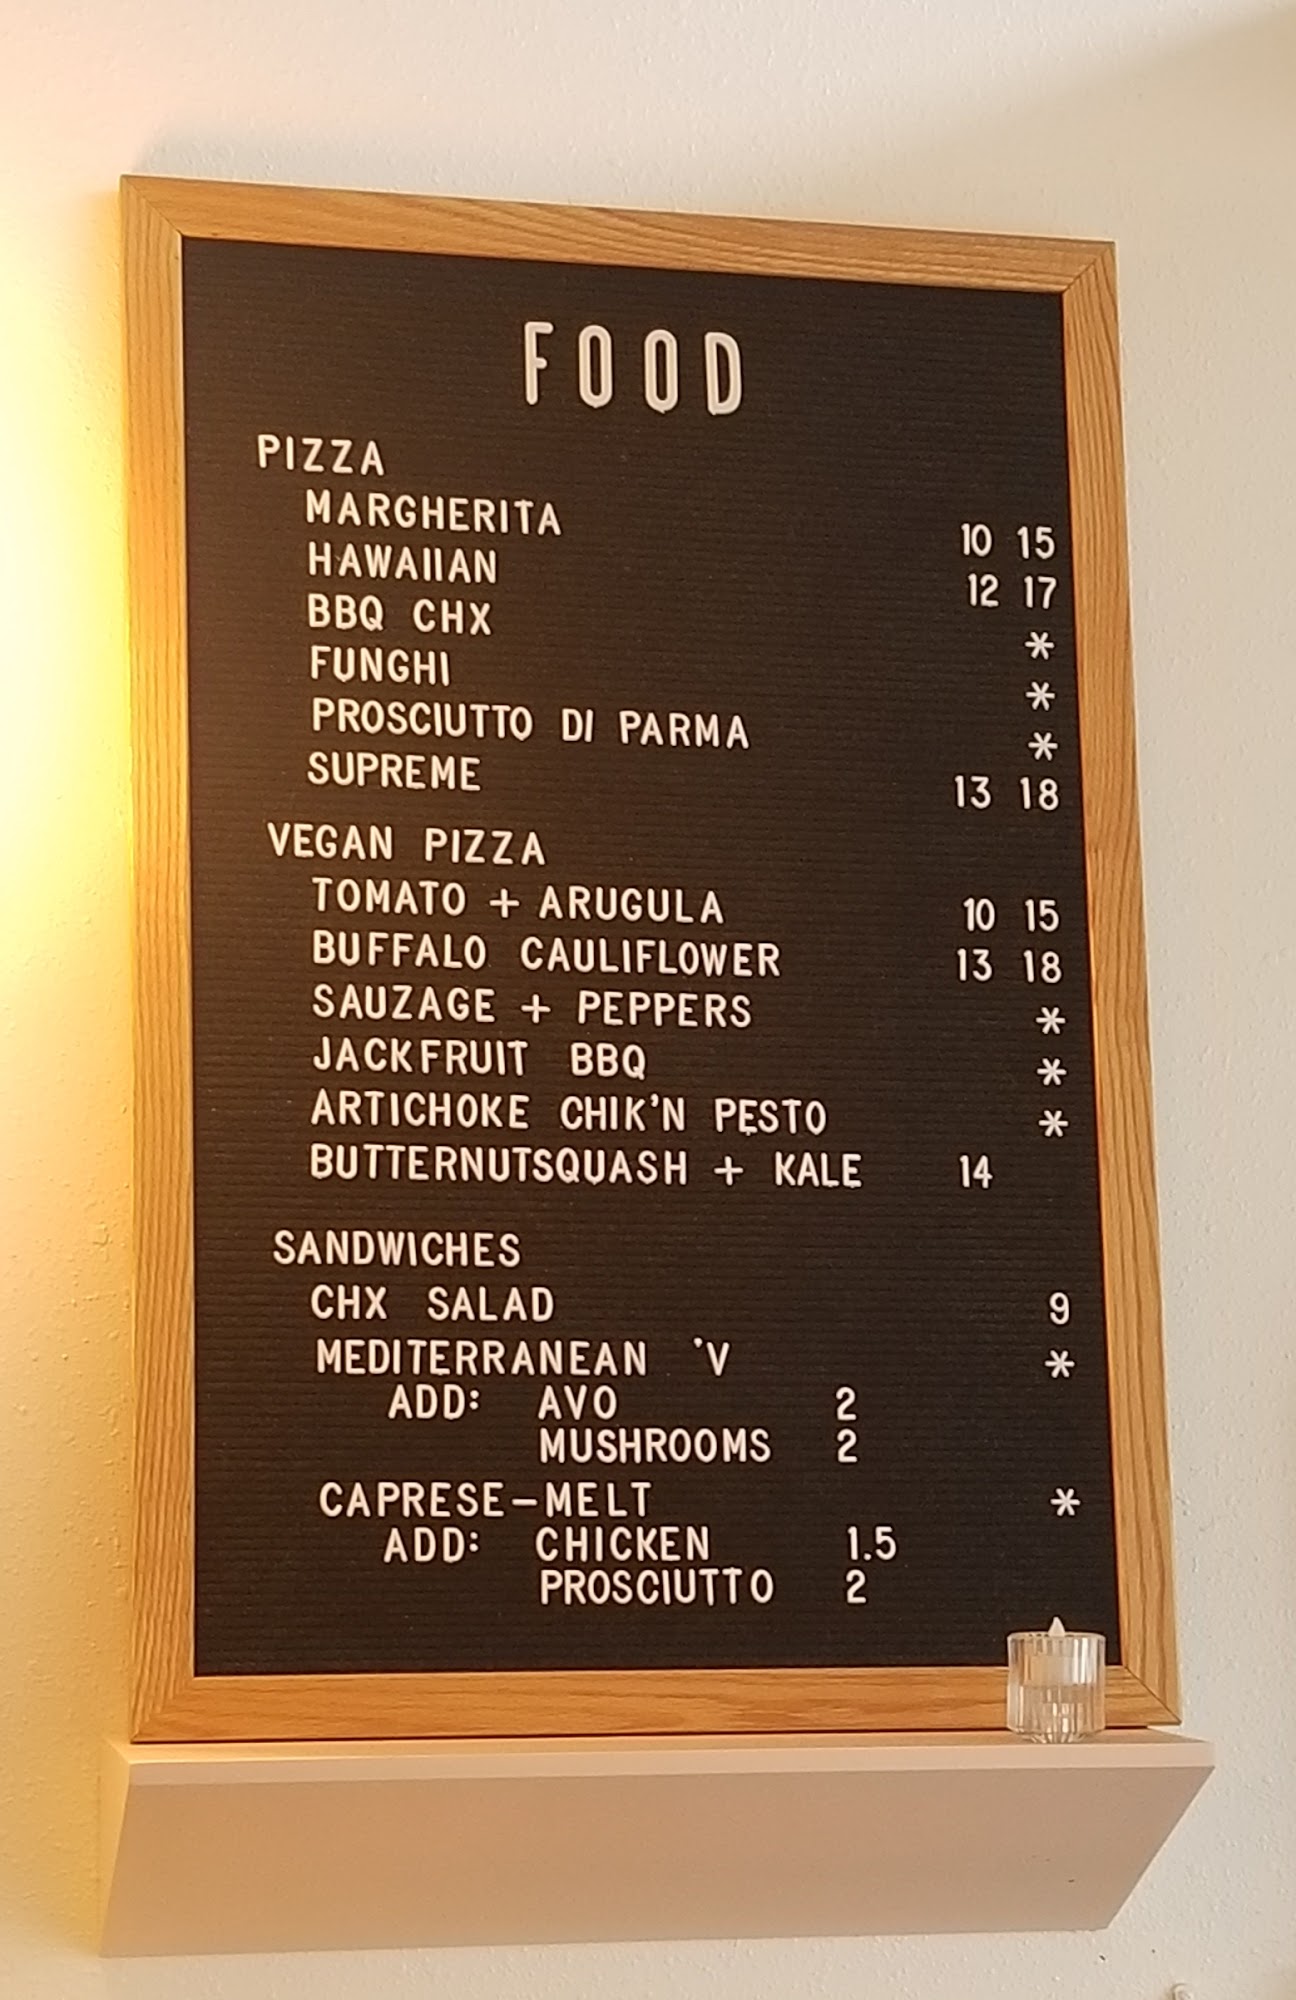 FOOD
PIZZA
MARGHERITA 10 15
HAWAIIAN 12 17
BBQ CHX *
FUNGHI *
PROSCIUTTO DI PARMA *
SUPREME 13 18
VEGAN PIZZA
TOMATO + ARUGULA 10 15
BUFFALO CAULIFLOWER 13 18
SAUZAGE + PEPPERS *
JACKFRUIT BBQ *
ARTICHOKE CHIK'N PESTO *
BUTTERNUTSQUASH + KALE 14
SANDWICHES
CHX SALAD 9
MEDITERRANEAN 'V *
ADD: AVO 2
MUSHROOMS 2
CAPRESE-MELT *
ADD: CHICKEN 1.5
PROSCIUTTO 2